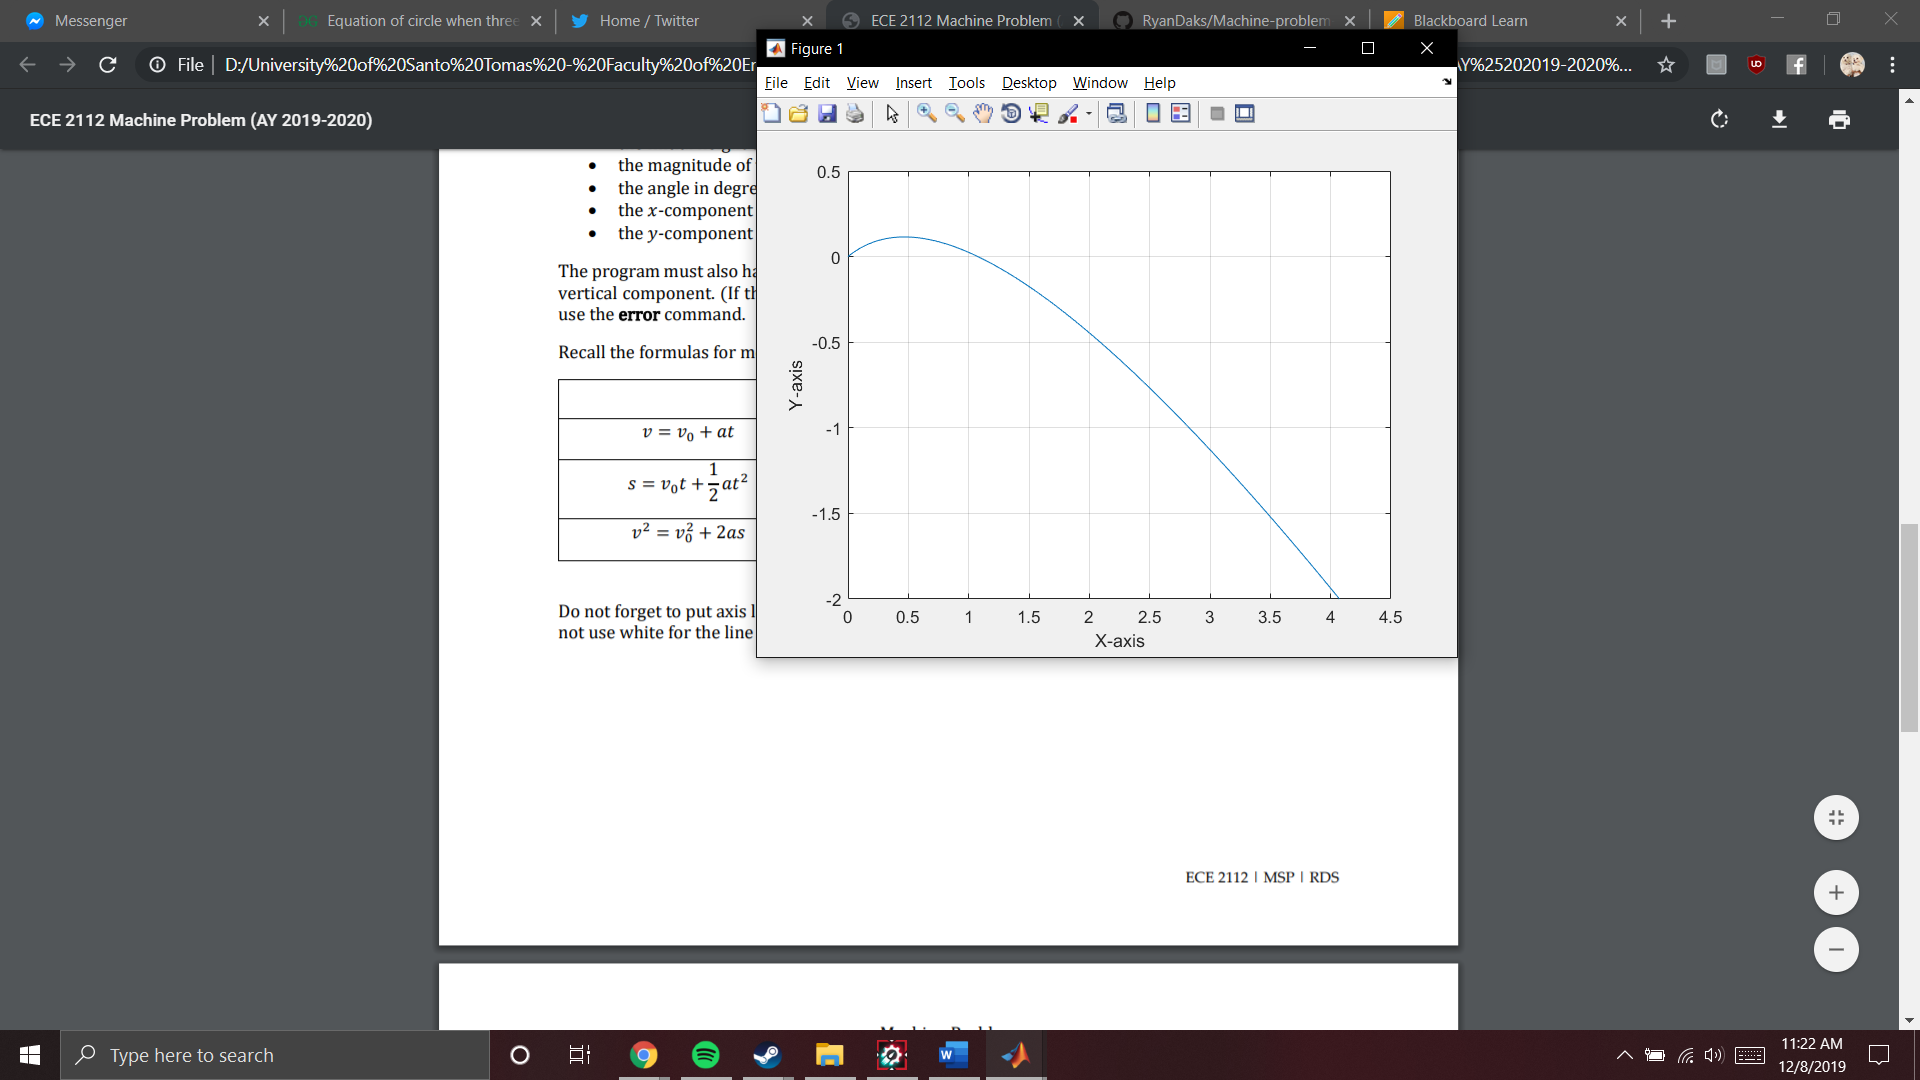 Messenger
Equation of circle when three
Home / Twitter
ECE 2112 Machine Problem (
RyanDaks/Machine-problem
Blackboard Learn
File
D:/University%20of%20Santo%20Tomas%20-%20Faculty%20of%20Er
AY%25202019-2020%...
ECE 2112 Machine Problem (AY 2019-2020)
Figure 1
File Edit View Insert Tools Desktop Window Help
• the magnitude of
• the angle in degre
• the x-component
• the y-component
The program must also ha
vertical component. (If th
use the error command.
Recall the formulas for m
v = v₀ + at
s = v₀t + 1/2 at²
v² = v₀² + 2as
Do not forget to put axis l
not use white for the line
0.5
0
-0.5
-1
-1.5
-2
Y-axis
0 0.5 1 1.5 2 2.5 3 3.5 4 4.5
X-axis
ECE 2112 | MSP | RDS
Type here to search
11:22 AM
12/8/2019